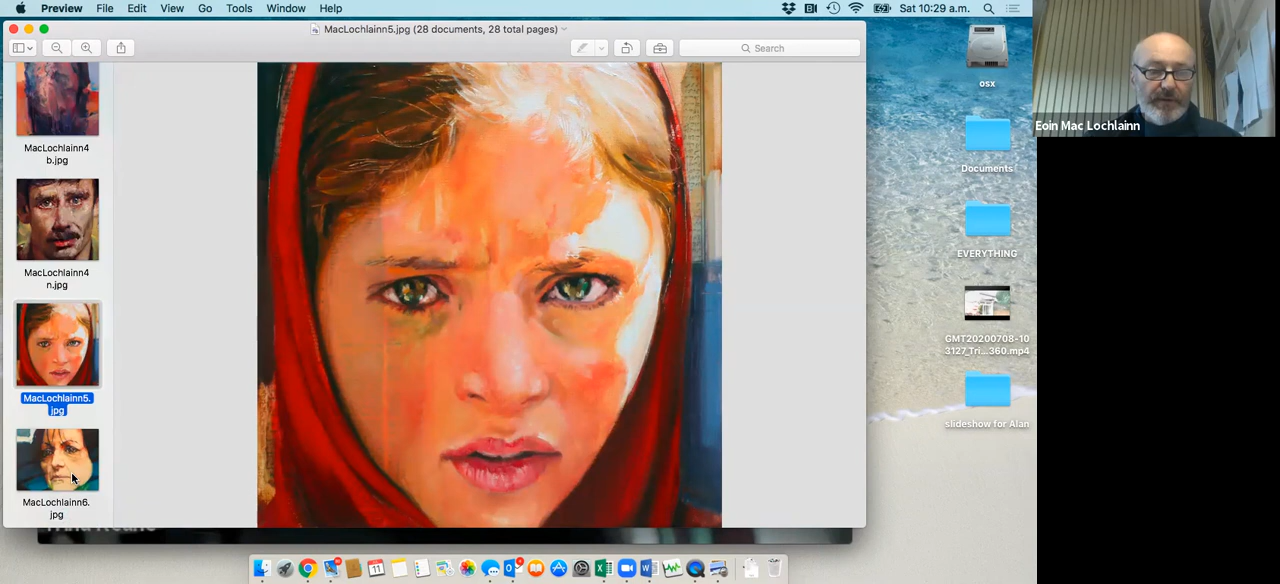 Preview File Edit View Go Tools Window Help
Sat 10:29 a.m.
MacLochlainn5.jpg (28 documents, 28 total pages)
Search
MacLochlainn4
b.jpg
MacLochlainn4
n.jpg
MacLochlainn5.
jpg
MacLochlainn6.
jpg
osx
Documents
EVERYTHING
GMT20200708-10
3127_Tri...360.mp4
slideshow for Alan
Eoin Mac Lochlainn
11